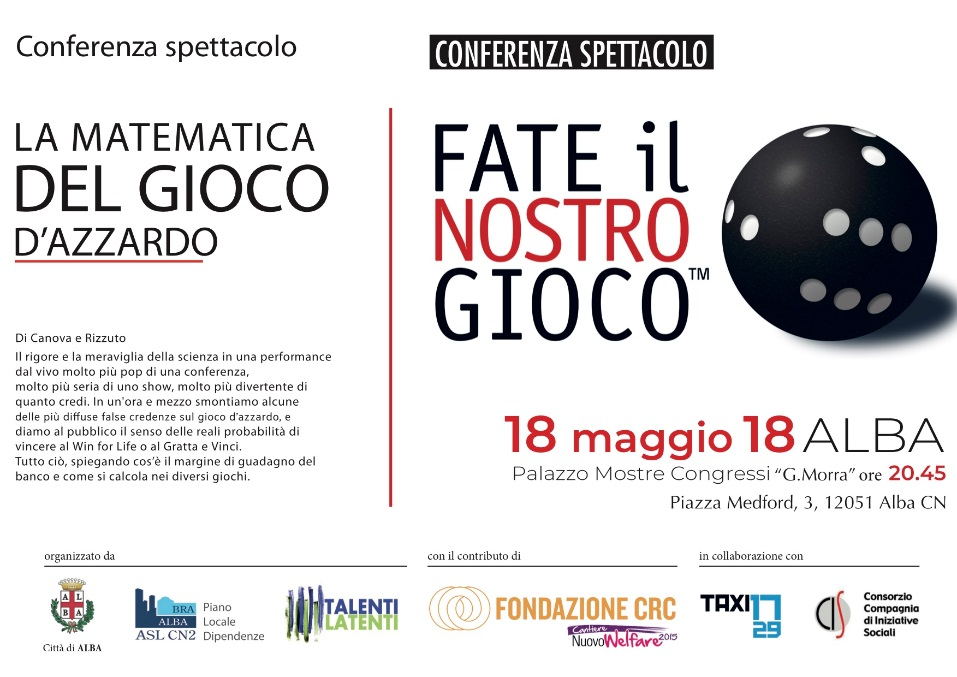 Conferenza spettacolo
LA MATEMATICA
DEL GIOCO
D'AZZARDO
Di Canova e Rizzuto
Il rigore e la meraviglia della scienza in una performance
dal vivo molto più pop di una conferenza,
molto più seria di uno show, molto più divertente di
quanto credi. In un'ora e mezzo smontiamo alcune
delle più diffuse false credenze sul gioco d'azzardo, e
diamo al pubblico il senso delle reali probabilità di
vincere al Win for Life o al Gratta e Vinci.
Tutto ciò, spiegando cos'è il margine di guadagno del
banco e come si calcola nei diversi giochi.
CONFERENZA SPETTACOLO
FATE il
NOSTRO
GIOCO™
18 maggio 18 ALBA
Palazzo Mostre Congressi "G.Morra" ore 20.45
Piazza Medford, 3, 12051 Alba CN
organizzato da
ALBA
Città di ALBA
BRA
ALBA
ASL CN2
Piano
Locale
Dipendenze
TALENTI
LATENTI
con il contributo di
FONDAZIONE CRC
Cantiere
NuovoWelfare2015
in collaborazione con
TAXI 17
29
CIS
Consorzio
Compagnia
di Iniziative
Sociali